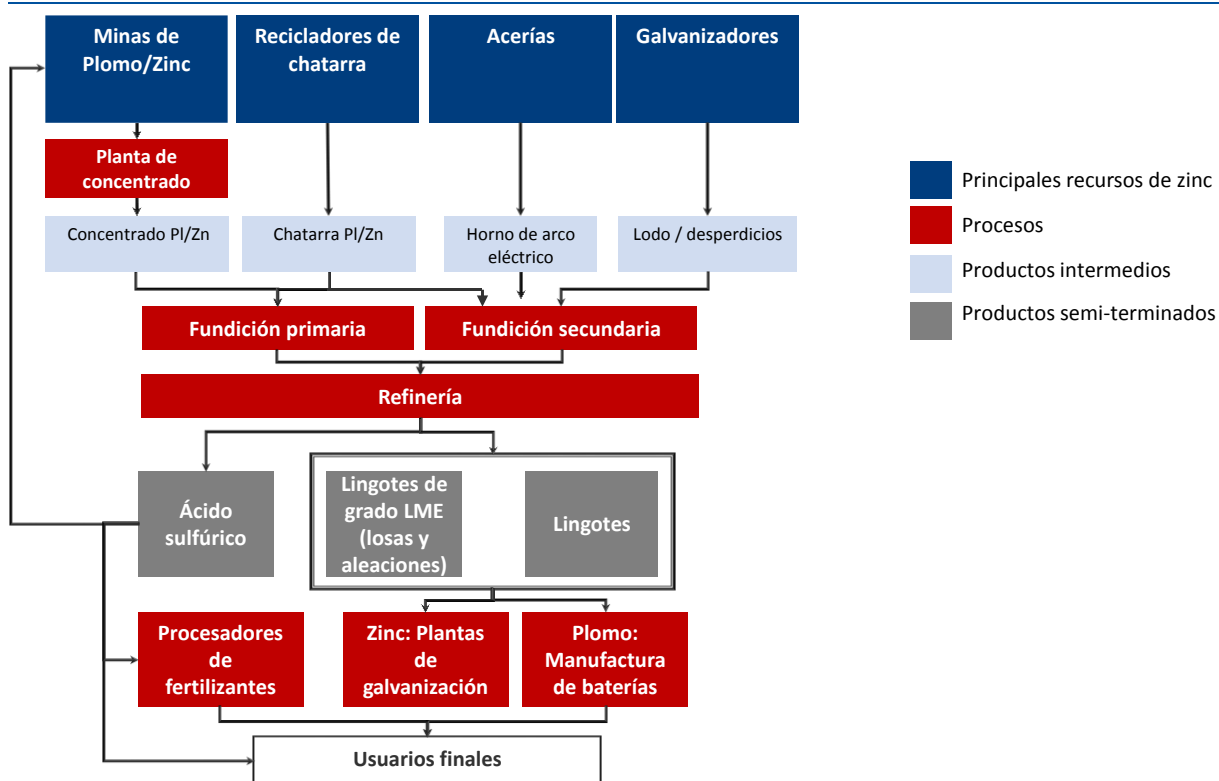 Minas de
Plomo/Zinc
Recicladores de
chatarra
Acerías
Galvanizadores
Planta de
concentrado
Concentrado Pl/Zn
Chatarra Pl/Zn
Horno de arco
eléctrico
Lodo / desperdicios
Fundición primaria
Fundición secundaria
Refinería
Ácido
sulfúrico
Lingotes de
grado LME
(losas y
aleaciones)
Lingotes
Procesadores
de
fertilizantes
Zinc: Plantas
de
galvanización
Plomo:
Manufactura
de baterías
Usuarios finales
Principales recursos de zinc
Procesos
Productos intermedios
Productos semi-terminados